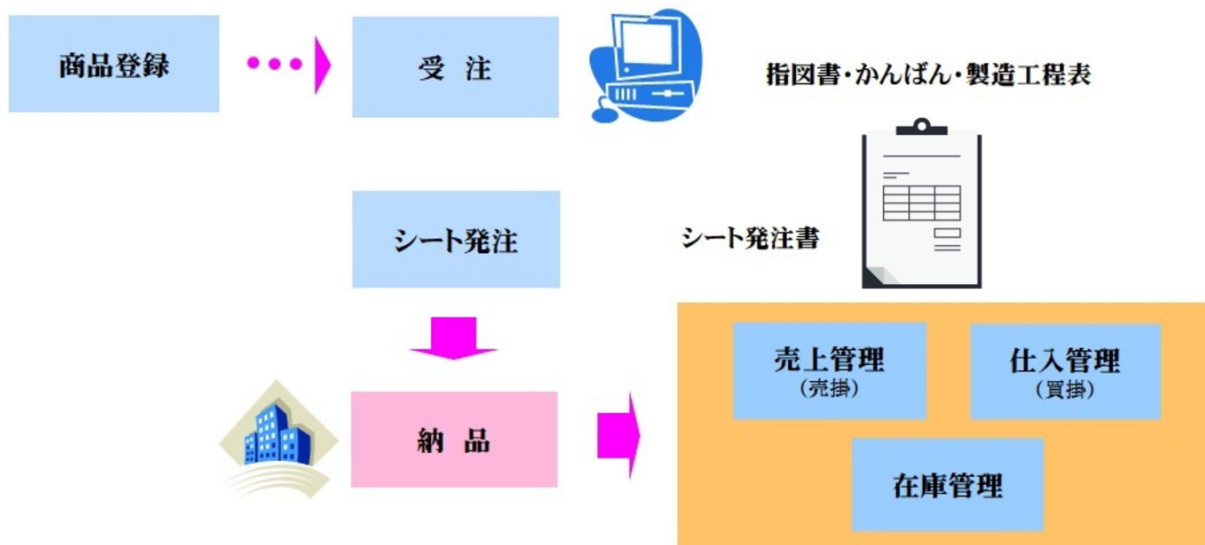 商品登録
受 注
指図書・かんばん・製造工程表
シート発注
シート発注書
売上管理
(売掛)
仕入管理
(買掛)
納 品
在庫管理